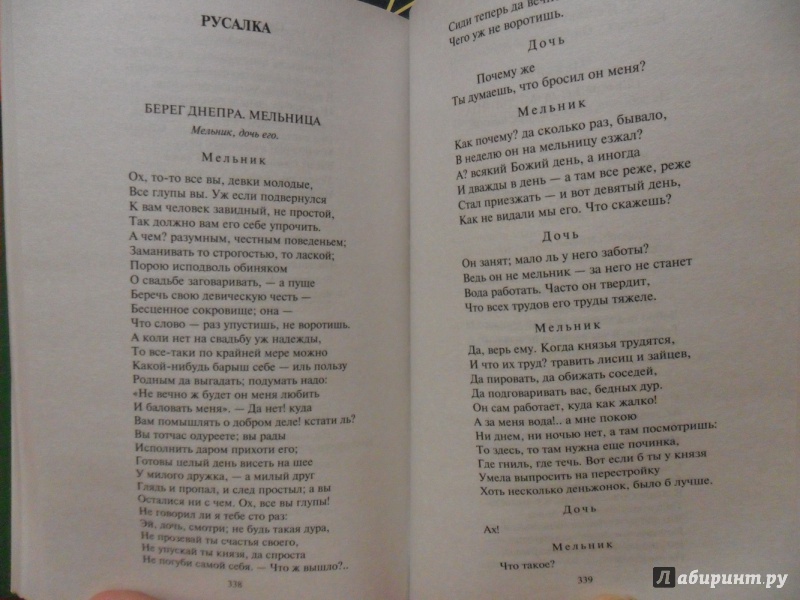 РУСАЛКА
БЕРЕГ ДНЕПРА. МЕЛЬНИЦА
Мельник, дочь его.
Мельник
Ох, то-то все вы, девки молодые,
Все глупы вы. Уж если подвернулся
К вам человек завидный, не простой,
Так должно вам его себе упрочить.
А чем? разумным, честным поведеньем;
Заманивать то строгостью, то лаской;
Порою исподволь обиняком
О свадьбе заговаривать, — а пуще
Беречь свою девическую честь —
Бесценное сокровище; она —
Что слово — раз упустишь, не воротишь.
А коли нет на свадьбу уж надежды,
То все-таки по крайней мере можно
Какой-нибудь барыш себе — иль пользу
Родным да выгадать; подумать надо:
«Не вечно ж будет он меня любить
И баловать меня». — Да нет! куда
Вам помышлять о добром деле! кстати ль?
Вы тотчас одуреете; вы рады
Исполнить даром прихоти его;
Готовы целый день висеть на шее
У милого дружка, — а милый друг
Глядь и пропал, и след простыл; а вы
Осталися ни с чем. Ох, все вы глупы!
Не говорил ли я тебе сто раз:
Эй, дочь, смотри; не будь такая дура,
Не прозевай ты счастья своего,
Не упускай ты князя, да спроста
Не погуби самой себя. — Что ж вышло?..
338
Сиди теперь да вечно
Чего уж не воротишь.
Дочь
Почему же
Ты думаешь, что бросил он меня?
Мельник
Как почему? да сколько раз, бывало,
В неделю он на мельницу езжал?
А? всякий Божий день, а иногда
И дважды в день — а там все реже, реже
Стал приезжать — и вот девятый день,
Как не видали мы его. Что скажешь?
Дочь
Он занят; мало ль у него заботы?
Ведь он не мельник — за него не станет
Вода работать. Часто он твердит,
Что всех трудов его труды тяжеле.
Мельник
Да, верь ему. Когда князья трудятся,
И что их труд? травить лисиц и зайцев,
Да пировать, да обижать соседей,
Да подговаривать вас, бедных дур.
Он сам работает, куда как жалко!
А за меня вода!.. а мне покою
Ни днем, ни ночью нет, а там посмотришь:
То здесь, то там нужна еще починка,
Где гниль, где течь. Вот если б ты у князя
Умела выпросить на перестройку
Хоть несколько деньжонок, было б лучше.
Дочь
Ах!
Мельник
Что такое?
339
Лабиринт.ру